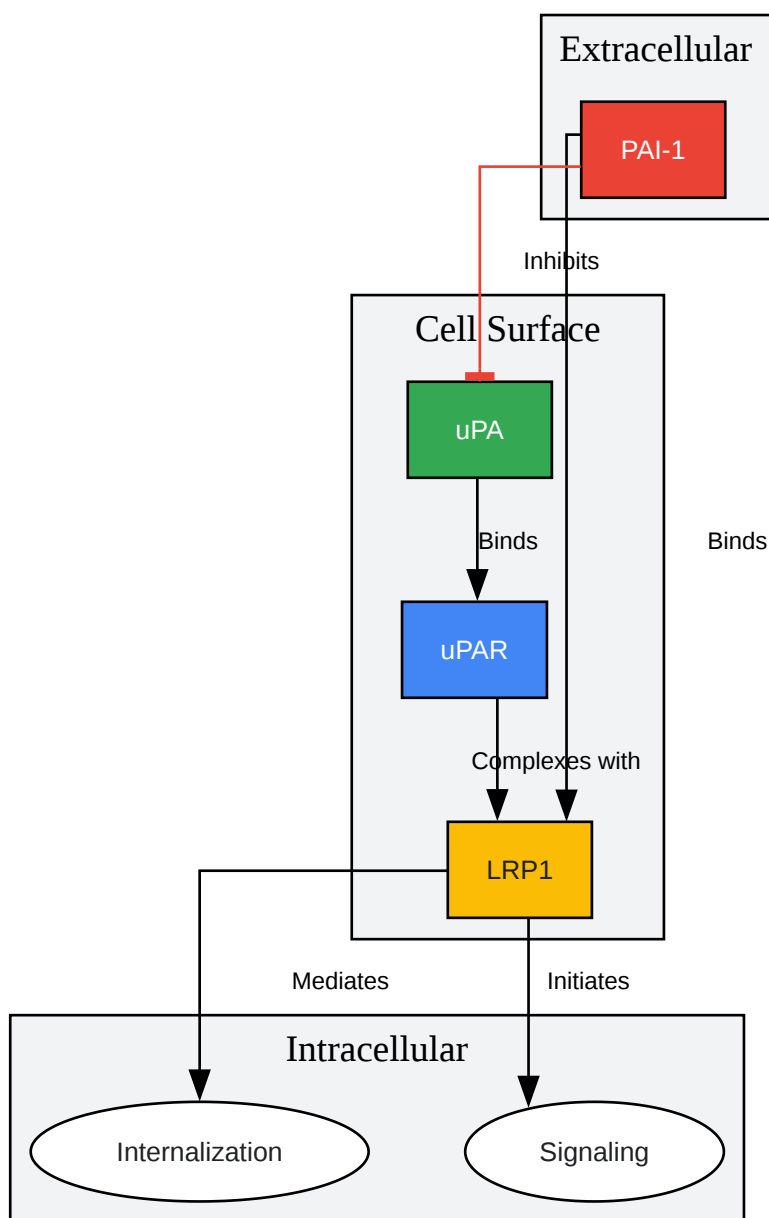 Extracellular
PAI-1
Inhibits
Cell Surface
uPA
Binds
Binds
uPAR
Complexes with
LRP1
Mediates
Initiates
Intracellular
Internalization
Signaling